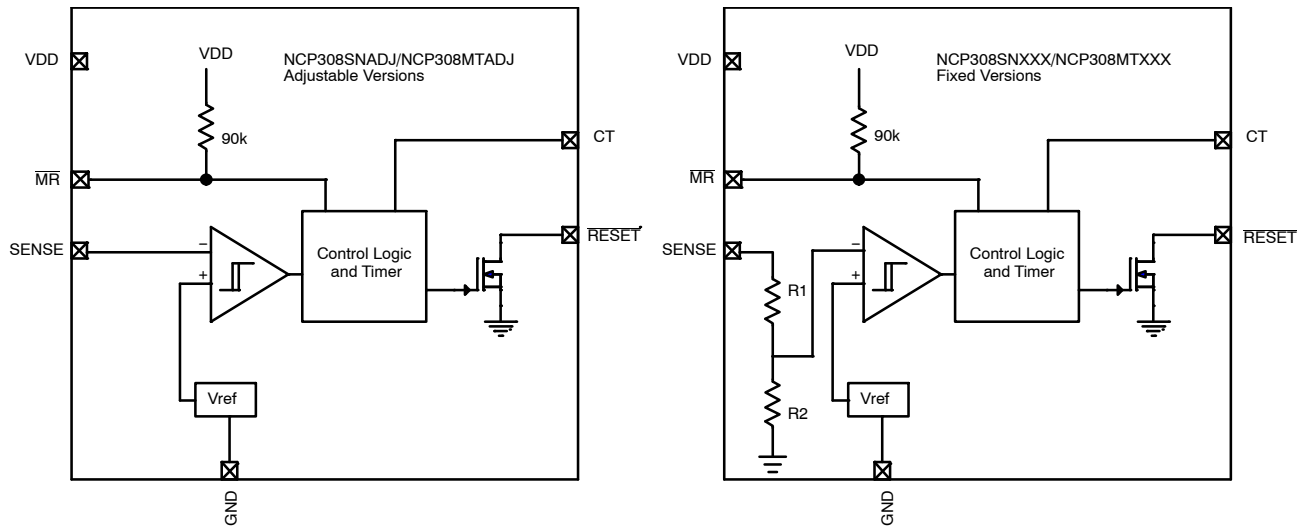 VDD
VDD
NCP308SNADJ/NCP308MTADJ
Adjustable Versions
90k
CT
MR
SENSE
RESET
−
+
Control Logic
and Timer
Vref
GND
VDD
VDD
NCP308SNXXX/NCP308MTXXX
Fixed Versions
90k
CT
MR
SENSE
RESET
−
+
Control Logic
and Timer
R1
R2
Vref
GND